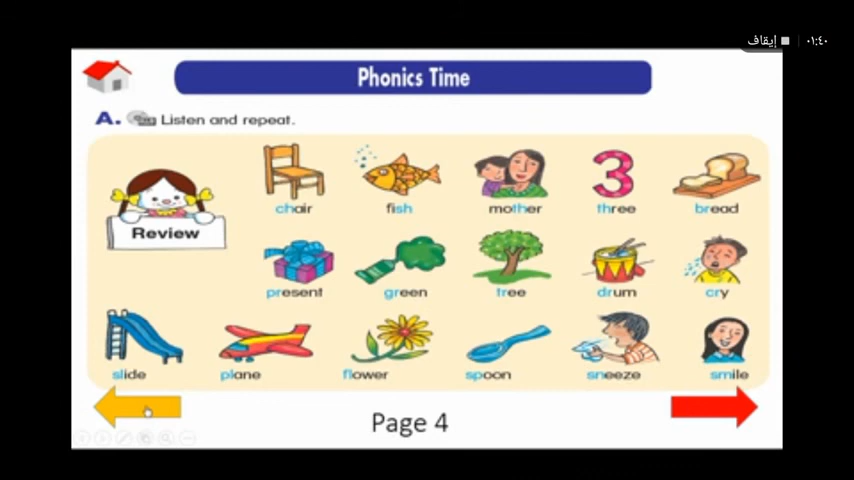 إيقاف ٠١:٤٠
Phonics Time
A. Listen and repeat.
Review
chair fish mother three bread
present green tree drum cry
slide plane flower spoon sneeze smile
Page 4